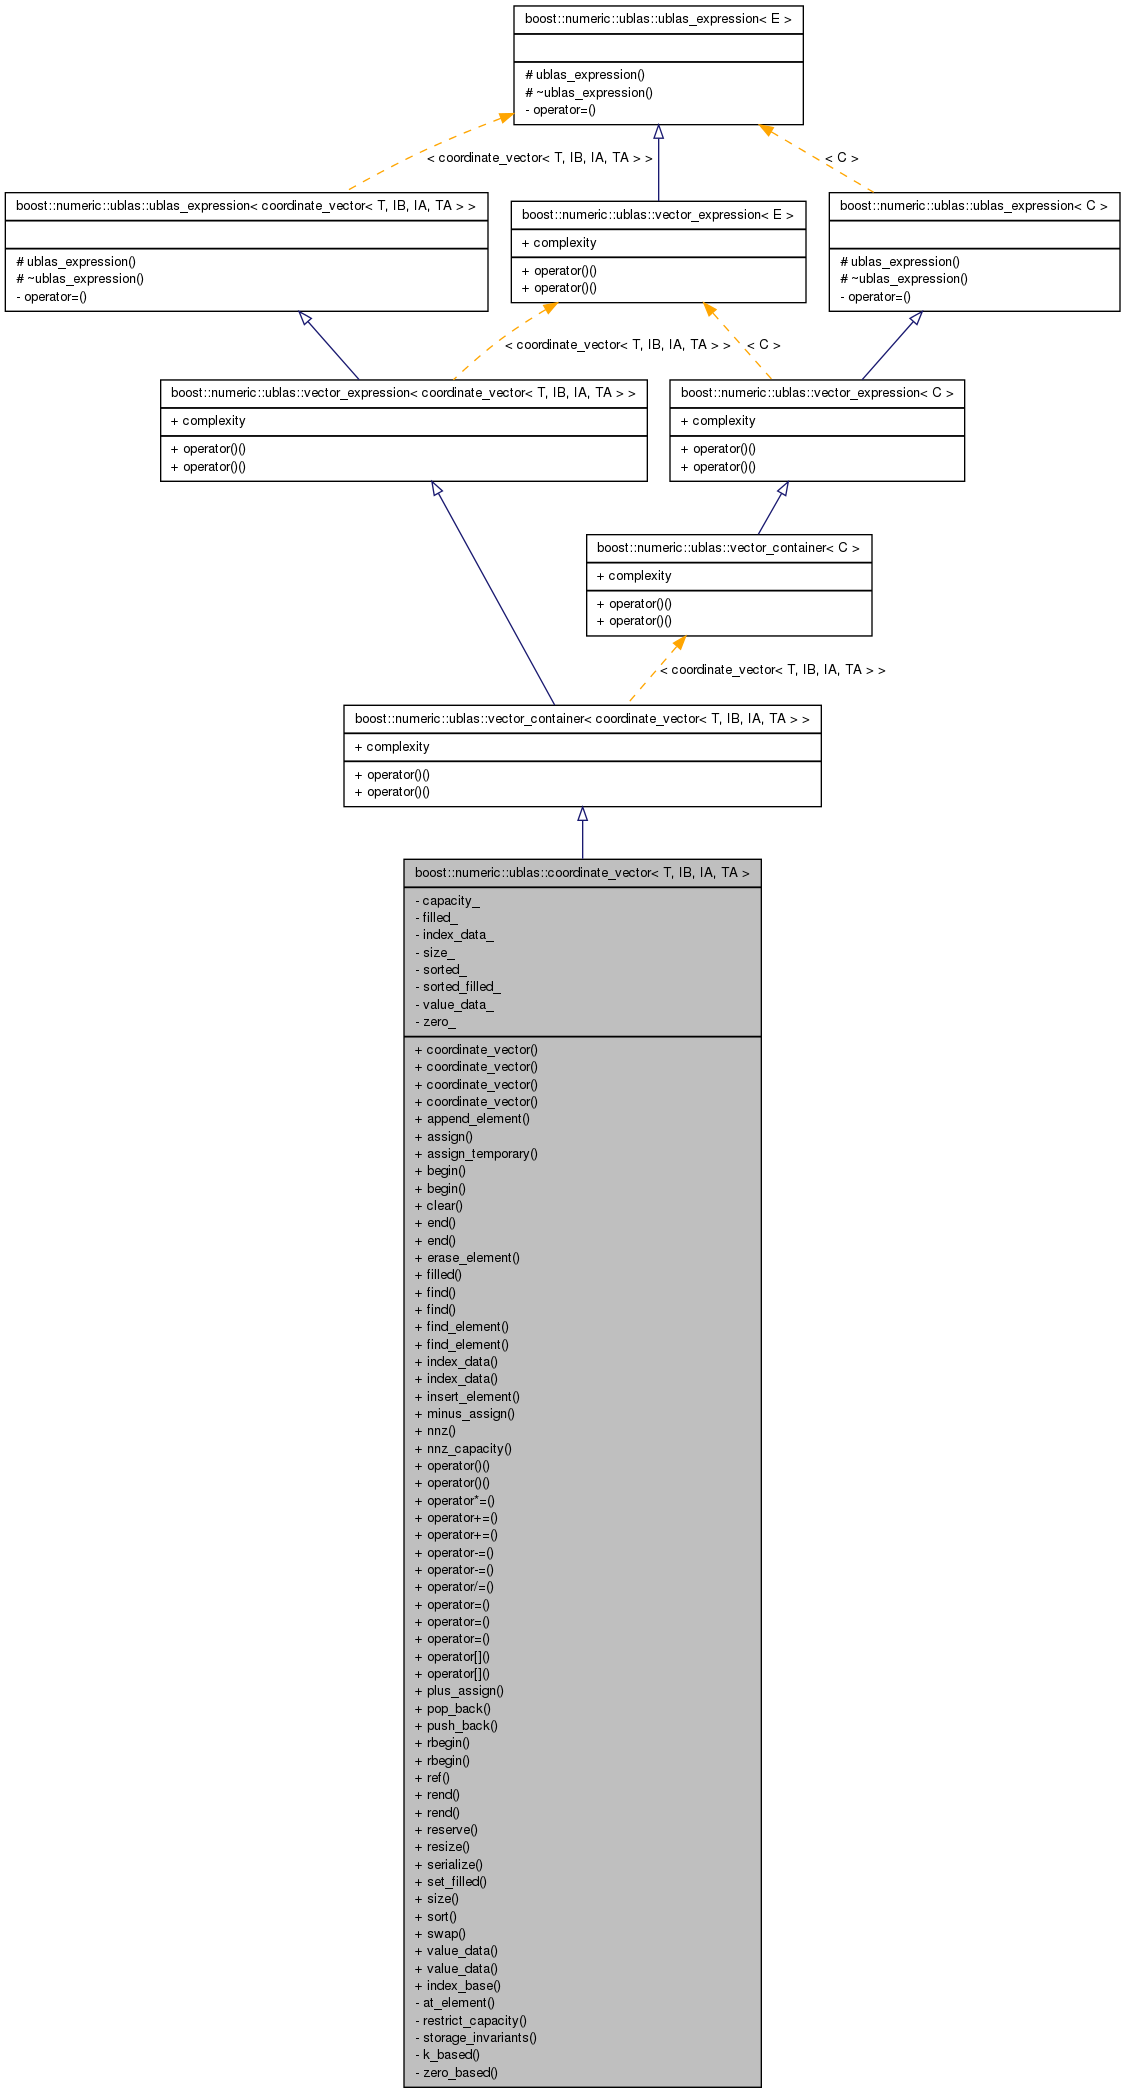 boost::numeric::ublas::ublas_expression< E >
# ublas_expression()
# ~ublas_expression()
- operator=()
< coordinate_vector< T, IB, IA, TA > >
< C >
boost::numeric::ublas::ublas_expression< coordinate_vector< T, IB, IA, TA > >
# ublas_expression()
# ~ublas_expression()
- operator=()
boost::numeric::ublas::vector_expression< E >
+ complexity
+ operator()()
+ operator()()
boost::numeric::ublas::ublas_expression< C >
# ublas_expression()
# ~ublas_expression()
- operator=()
< coordinate_vector< T, IB, IA, TA > >
< C >
boost::numeric::ublas::vector_expression< coordinate_vector< T, IB, IA, TA > >
+ complexity
+ operator()()
+ operator()()
boost::numeric::ublas::vector_expression< C >
+ complexity
+ operator()()
+ operator()()
boost::numeric::ublas::vector_container< C >
+ complexity
+ operator()()
+ operator()()
< coordinate_vector< T, IB, IA, TA > >
boost::numeric::ublas::vector_container< coordinate_vector< T, IB, IA, TA > >
+ complexity
+ operator()()
+ operator()()
boost::numeric::ublas::coordinate_vector< T, IB, IA, TA >
- capacity_
- filled_
- index_data_
- size_
- sorted_
- sorted_filled_
- value_data_
- zero_
+ coordinate_vector()
+ coordinate_vector()
+ coordinate_vector()
+ coordinate_vector()
+ append_element()
+ assign()
+ assign_temporary()
+ begin()
+ begin()
+ clear()
+ end()
+ end()
+ erase_element()
+ filled()
+ find()
+ find()
+ find_element()
+ find_element()
+ index_data()
+ index_data()
+ insert_element()
+ minus_assign()
+ nnz()
+ nnz_capacity()
+ operator()()
+ operator()()
+ operator*=()
+ operator+=()
+ operator+=()
+ operator-=()
+ operator-=()
+ operator/=()
+ operator=()
+ operator=()
+ operator=()
+ operator[]()
+ operator[]()
+ plus_assign()
+ pop_back()
+ push_back()
+ rbegin()
+ rbegin()
+ ref()
+ rend()
+ rend()
+ reserve()
+ resize()
+ serialize()
+ set_filled()
+ size()
+ sort()
+ swap()
+ value_data()
+ value_data()
+ index_base()
- at_element()
- restrict_capacity()
- storage_invariants()
- k_based()
- zero_based()